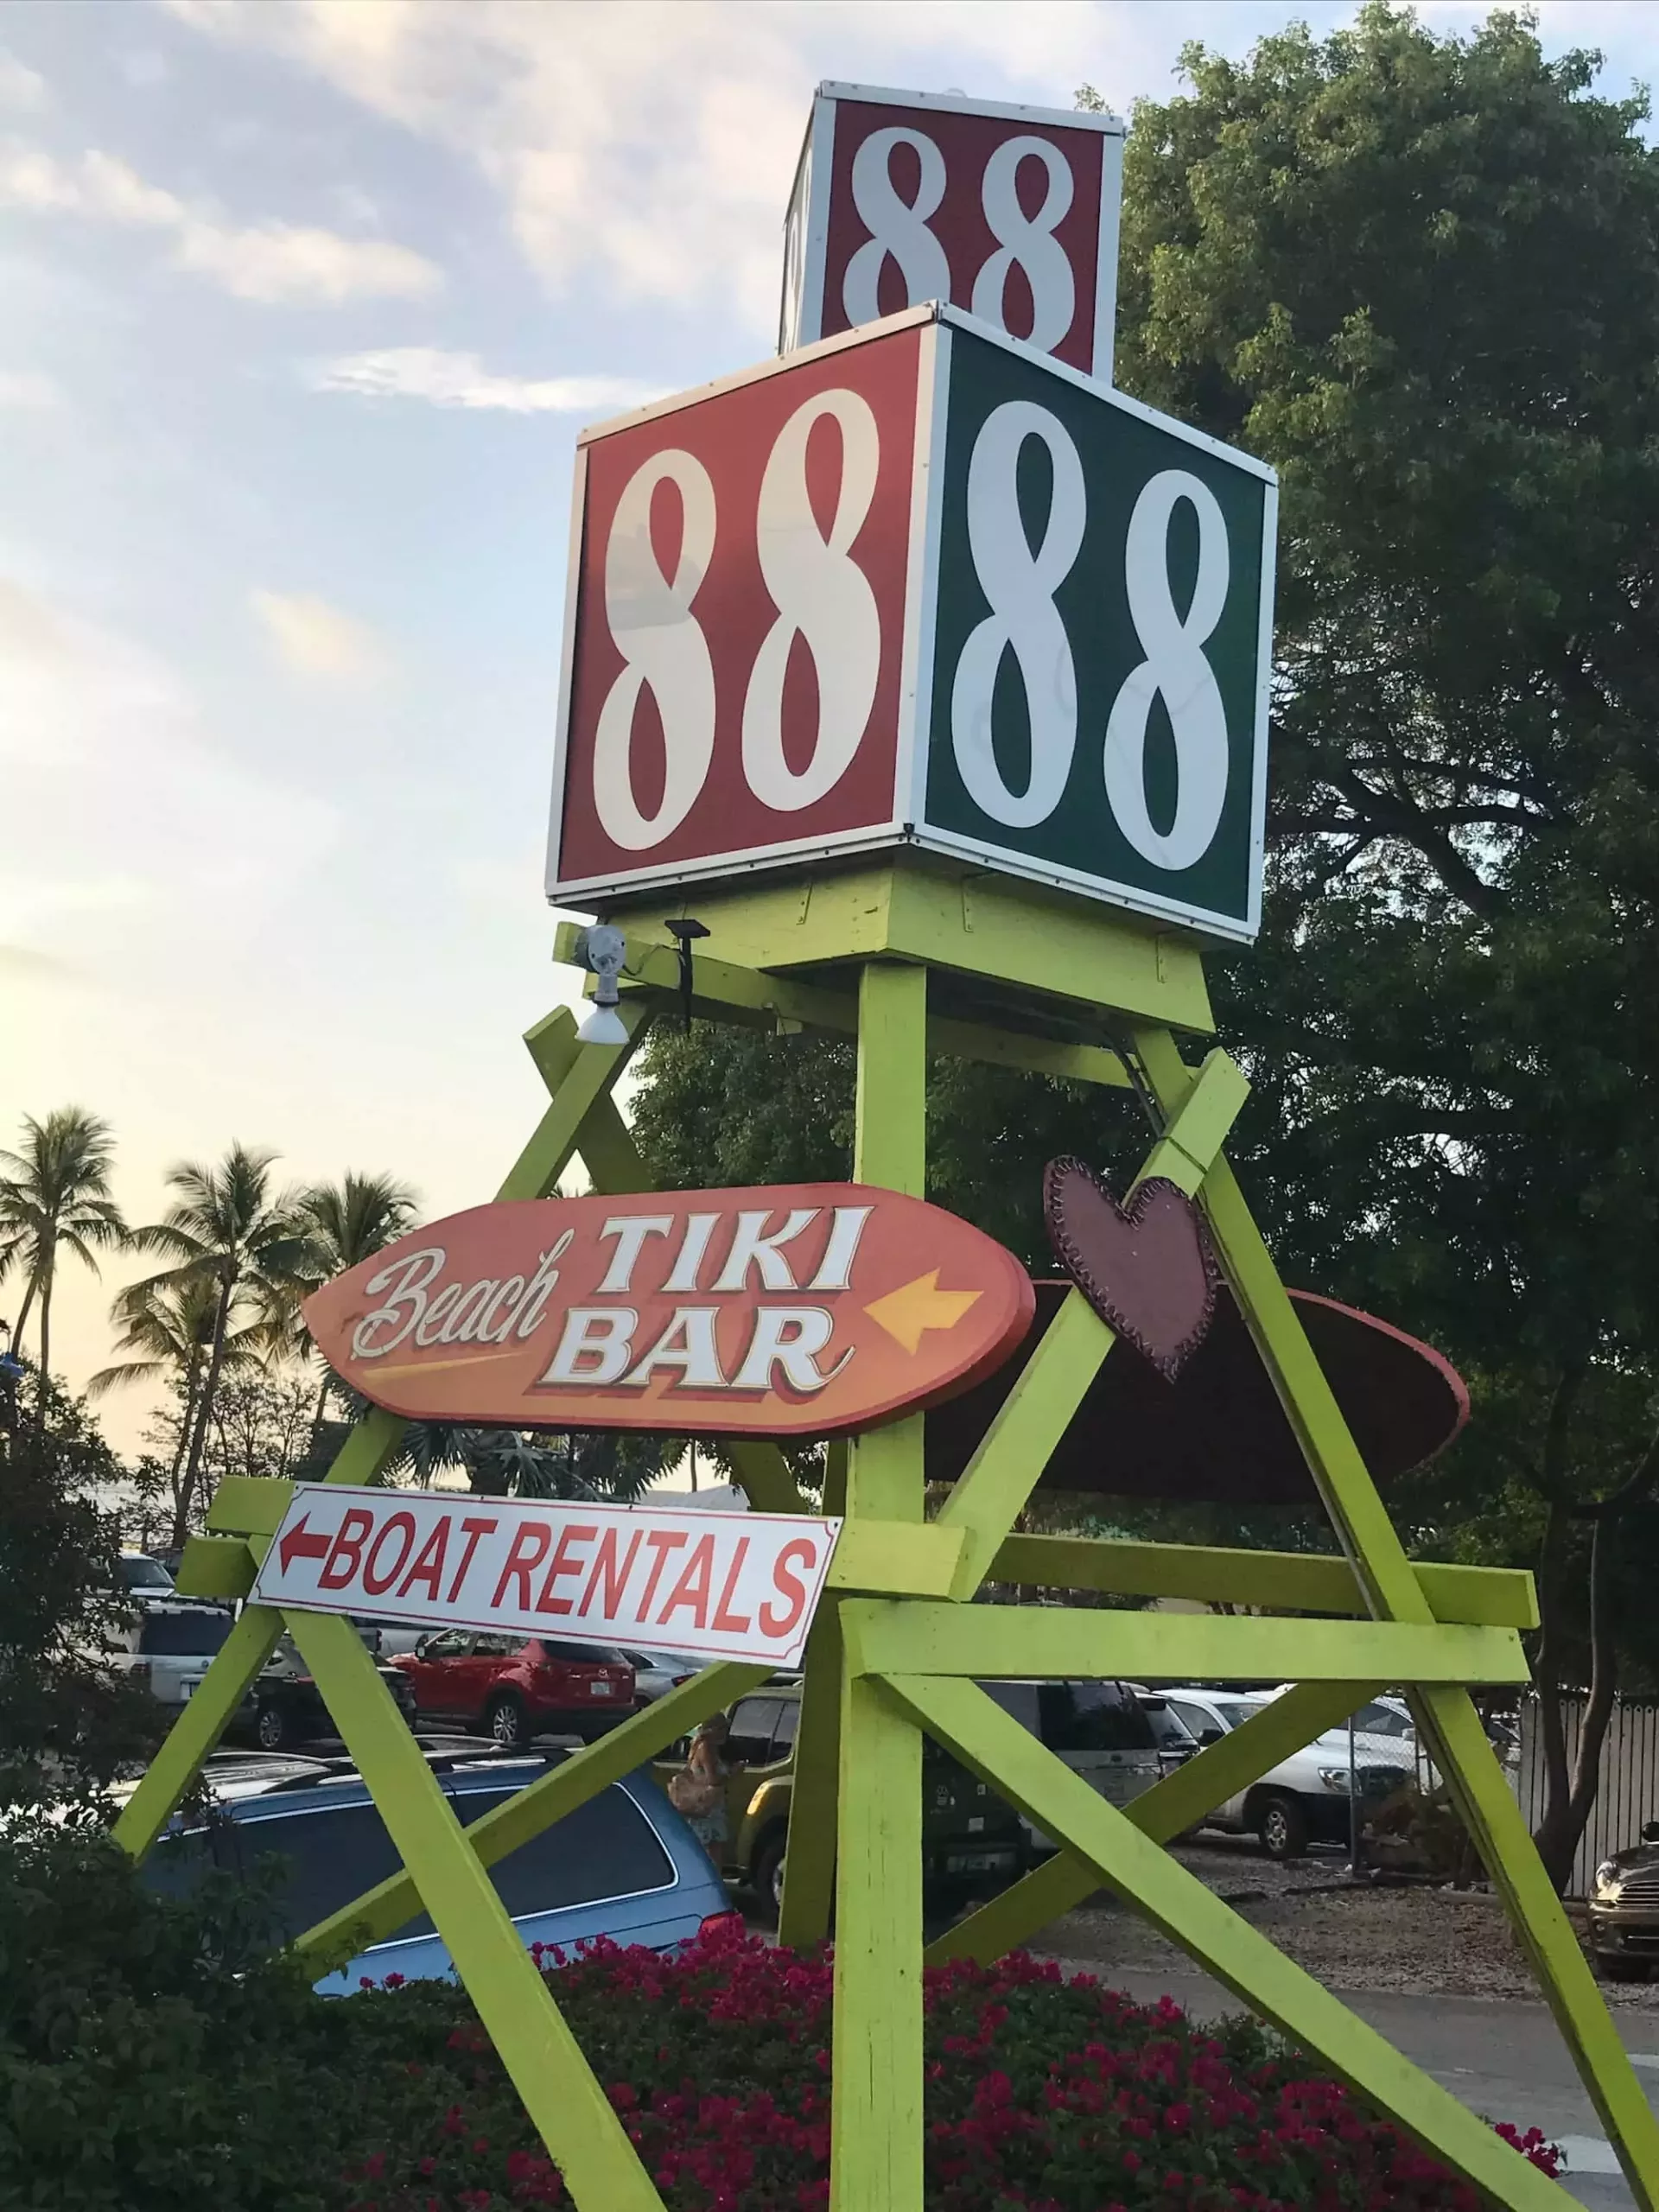 88
88 88
Beach TIKI
BAR
BOAT RENTALS